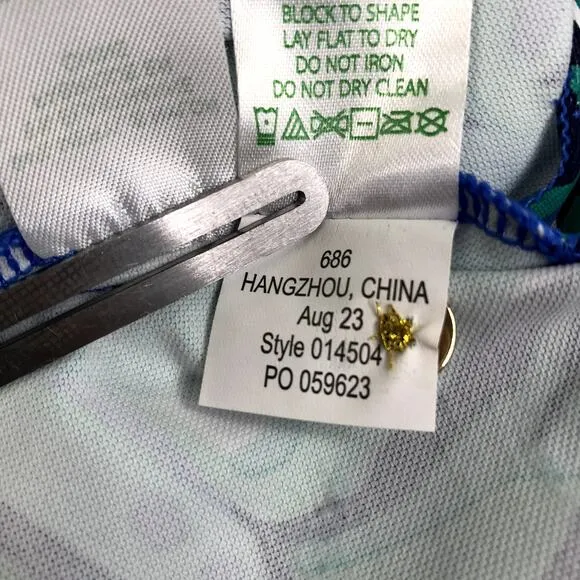 BLOCK TO SHAPE
LAY FLAT TO DRY
DO NOT IRON
DO NOT DRY CLEAN
686
HANGZHOU, CHINA
Aug 23
Style 014504
PO 059623